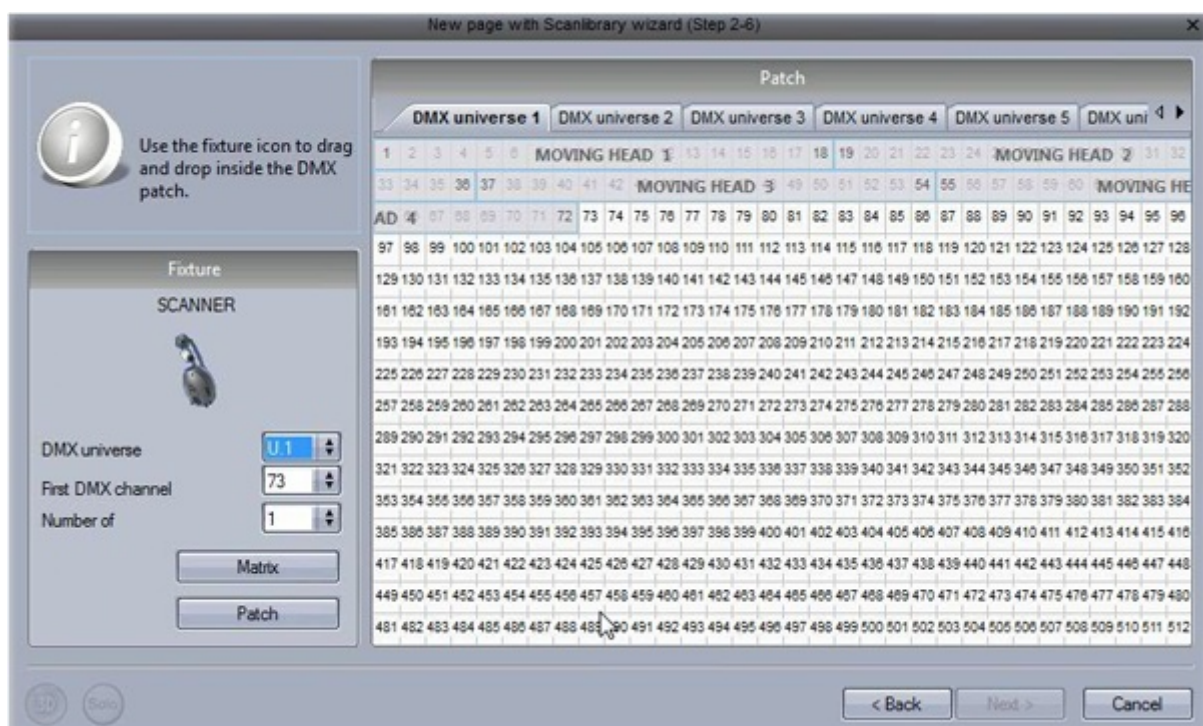 New page with Scanlibrary wizard (Step 2-6)
Use the fixture icon to drag
and drop inside the DMX
patch.
Fixture
SCANNER
DMX universe U.1
First DMX channel 73
Number of 1
Matrix
Patch
Patch
DMX universe 1 DMX universe 2 DMX universe 3 DMX universe 4 DMX universe 5 DMX uni
1 2 3 4 5 6 MOVING HEAD 1 13 14 15 16 17 18 19 20 21 22 23 24 MOVING HEAD 2 31 32
33 34 35 36 37 38 39 40 41 42 MOVING HEAD 3 49 50 51 52 53 54 55 56 57 58 59 60 MOVING HE
AD 4 67 68 69 70 71 72 73 74 75 76 77 78 79 80 81 82 83 84 85 86 87 88 89 90 91 92 93 94 95 96
97 98 99 100 101 102 103 104 105 106 107 108 109 110 111 112 113 114 115 116 117 118 119 120 121 122 123 124 125 126 127 128
129 130 131 132 133 134 135 136 137 138 139 140 141 142 143 144 145 146 147 148 149 150 151 152 153 154 155 156 157 158 159 160
161 162 163 164 165 166 167 168 169 170 171 172 173 174 175 176 177 178 179 180 181 182 183 184 185 186 187 188 189 190 191 192
193 194 195 196 197 198 199 200 201 202 203 204 205 206 207 208 209 210 211 212 213 214 215 216 217 218 219 220 221 222 223 224
225 226 227 228 229 230 231 232 233 234 235 236 237 238 239 240 241 242 243 244 245 246 247 248 249 250 251 252 253 254 255 256
257 258 259 260 261 262 263 264 265 266 267 268 269 270 271 272 273 274 275 276 277 278 279 280 281 282 283 284 285 286 287 288
289 290 291 292 293 294 295 296 297 298 299 300 301 302 303 304 305 306 307 308 309 310 311 312 313 314 315 316 317 318 319 320
321 322 323 324 325 326 327 328 329 330 331 332 333 334 335 336 337 338 339 340 341 342 343 344 345 346 347 348 349 350 351 352
353 354 355 356 357 358 359 360 361 362 363 364 365 366 367 368 369 370 371 372 373 374 375 376 377 378 379 380 381 382 383 384
385 386 387 388 389 390 391 392 393 394 395 396 397 398 399 400 401 402 403 404 405 406 407 408 409 410 411 412 413 414 415 416
417 418 419 420 421 422 423 424 425 426 427 428 429 430 431 432 433 434 435 436 437 438 439 440 441 442 443 444 445 446 447 448
449 450 451 452 453 454 455 456 457 458 459 460 461 462 463 464 465 466 467 468 469 470 471 472 473 474 475 476 477 478 479 480
481 482 483 484 485 486 487 488 489 490 491 492 493 494 495 496 497 498 499 500 501 502 503 504 505 506 507 508 509 510 511 512
3D Solo < Back Next > Cancel